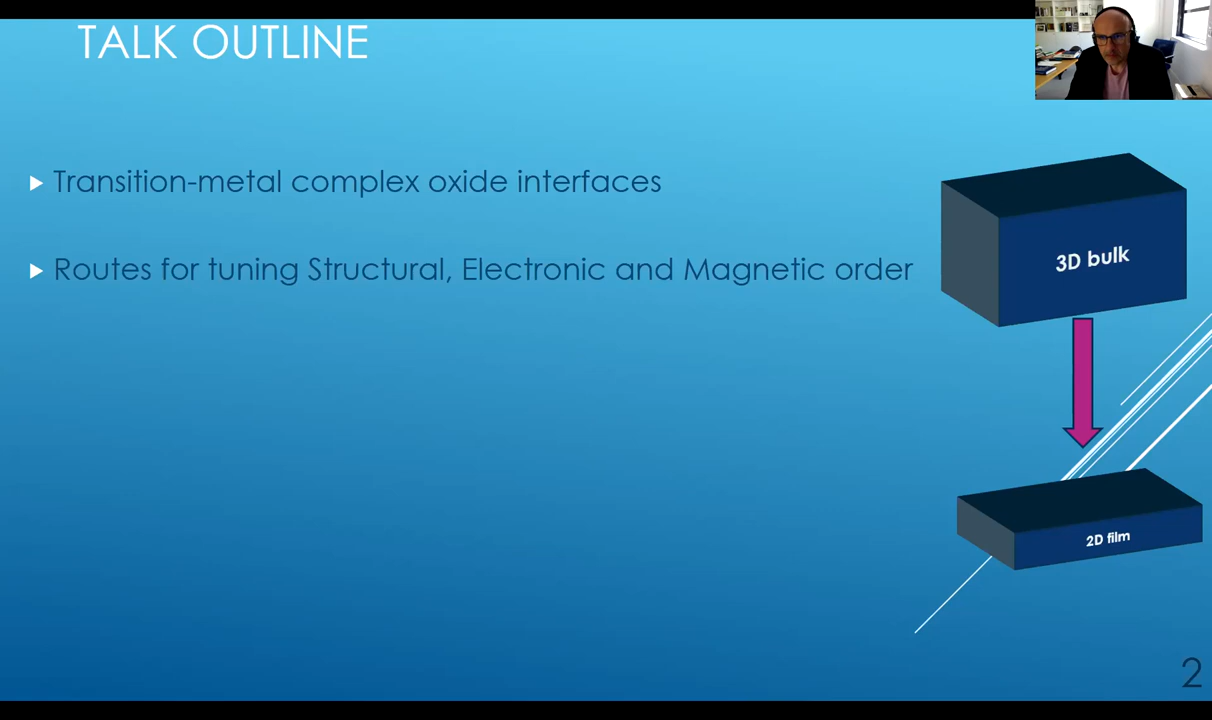 TALK OUTLINE
Transition-metal complex oxide interfaces
Routes for tuning Structural, Electronic and Magnetic order
3D bulk
2D film
2